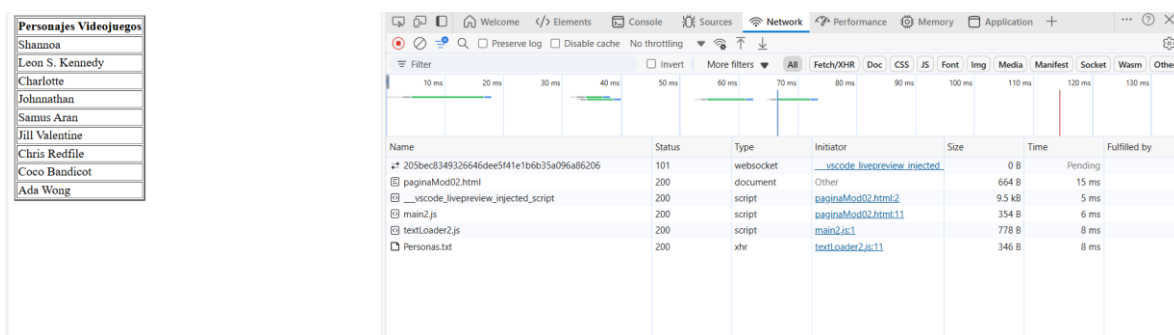 Personajes Videojuegos
Shannoa
Leon S. Kennedy
Charlotte
Johnnathan
Samus Aran
Jill Valentine
Chris Redfile
Coco Bandicot
Ada Wong
Welcome </> Elements Console Sources Network Performance Memory Application + ... ? ×
Preserve log Disable cache No throttling
Filter Invert More filters All Fetch/XHR Doc CSS JS Font Img Media Manifest Socket Wasm Other
10 ms 20 ms 30 ms 40 ms 50 ms 60 ms 70 ms 80 ms 90 ms 100 ms 110 ms 120 ms 130 ms
Name Status Type Initiator Size Time Fulfilled by
205bec8349326646dee5f41e1b6b35a096a86206 101 websocket __vscode_livepreview_injected 0 B Pending
paginaMod02.html 200 document Other 664 B 15 ms
__vscode_livepreview_injected_script 200 script paginaMod02.html:2 9.5 kB 5 ms
main2.js 200 script paginaMod02.html:11 354 B 6 ms
textLoader2.js 200 script main2.js:1 778 B 8 ms
Personas.txt 200 xhr textLoader2.js:11 346 B 8 ms